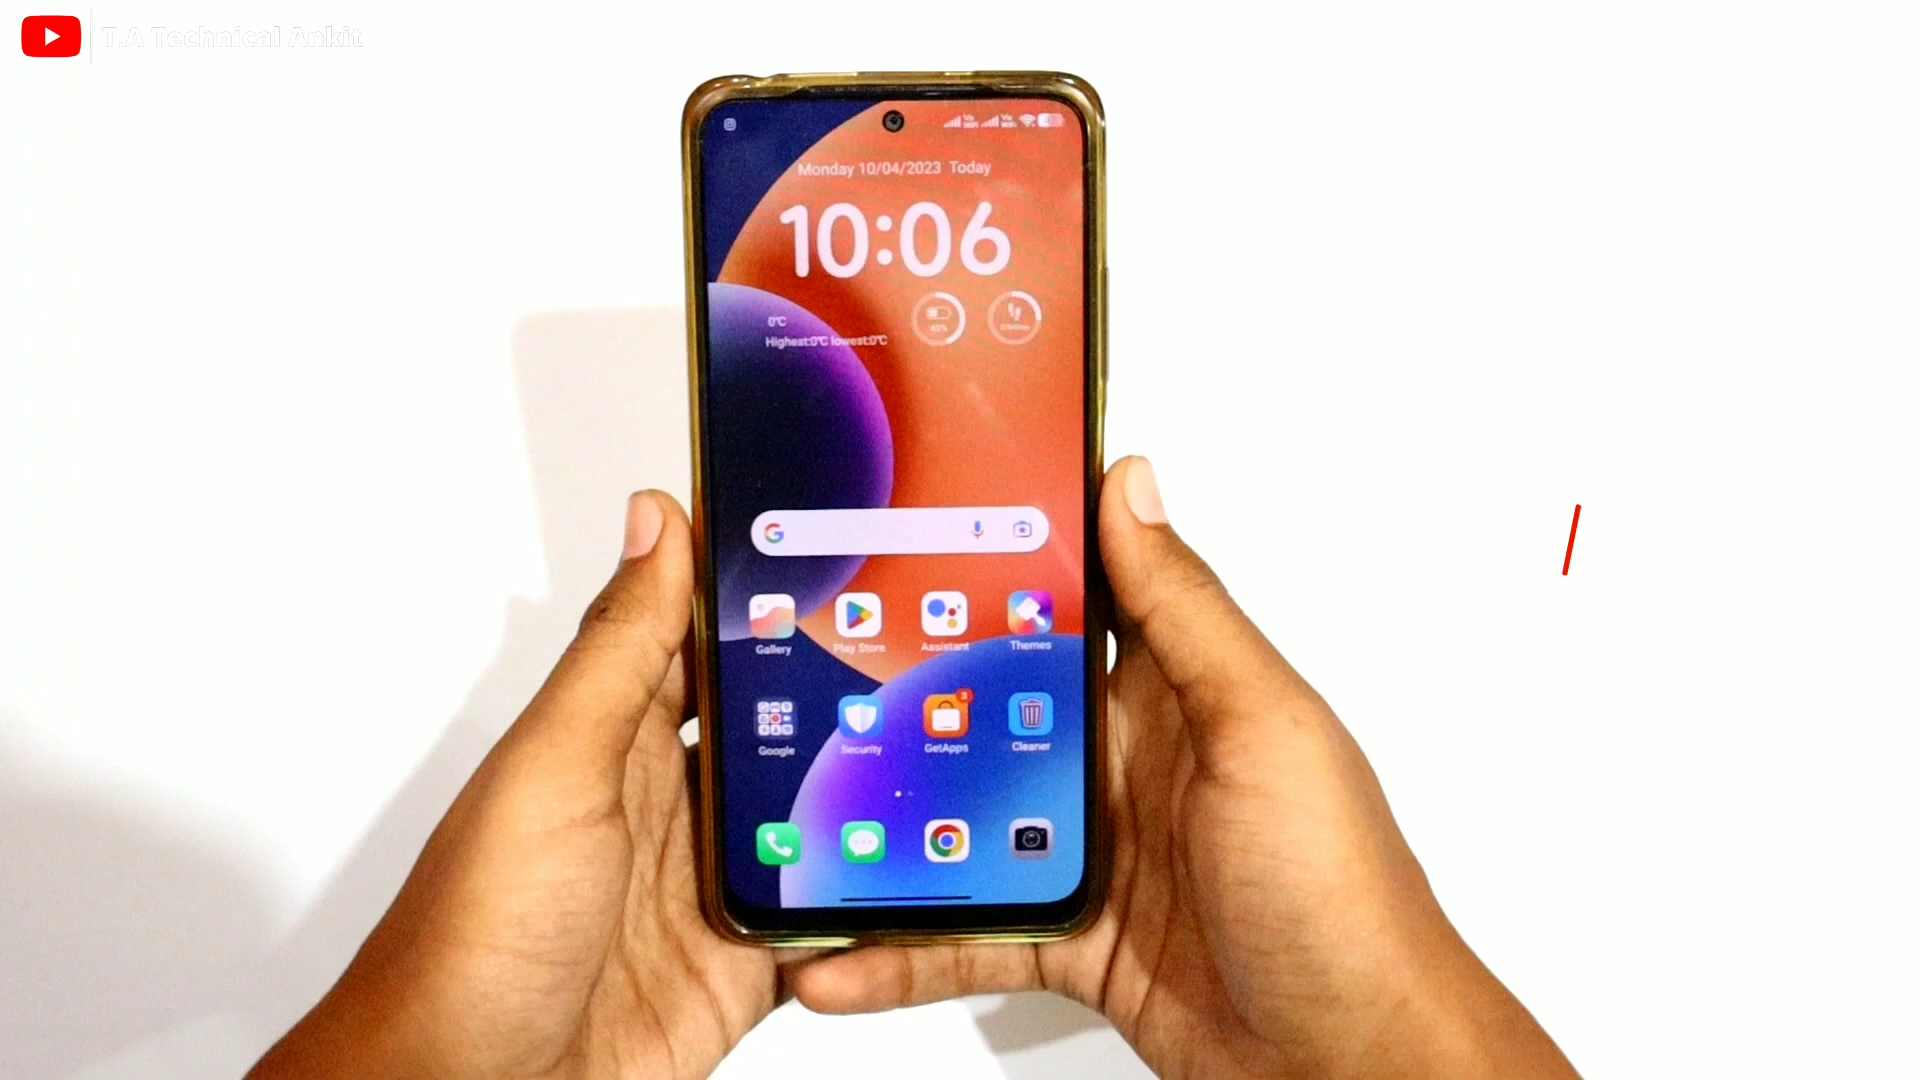 T.A Technical Ankit
Monday 10/04/2023 Today
10:06
0°C
Highest:0°C lowest:0°C
Gallery
Play Store
Assistant
Themes
3
Google
Security
GetApps
Cleaner